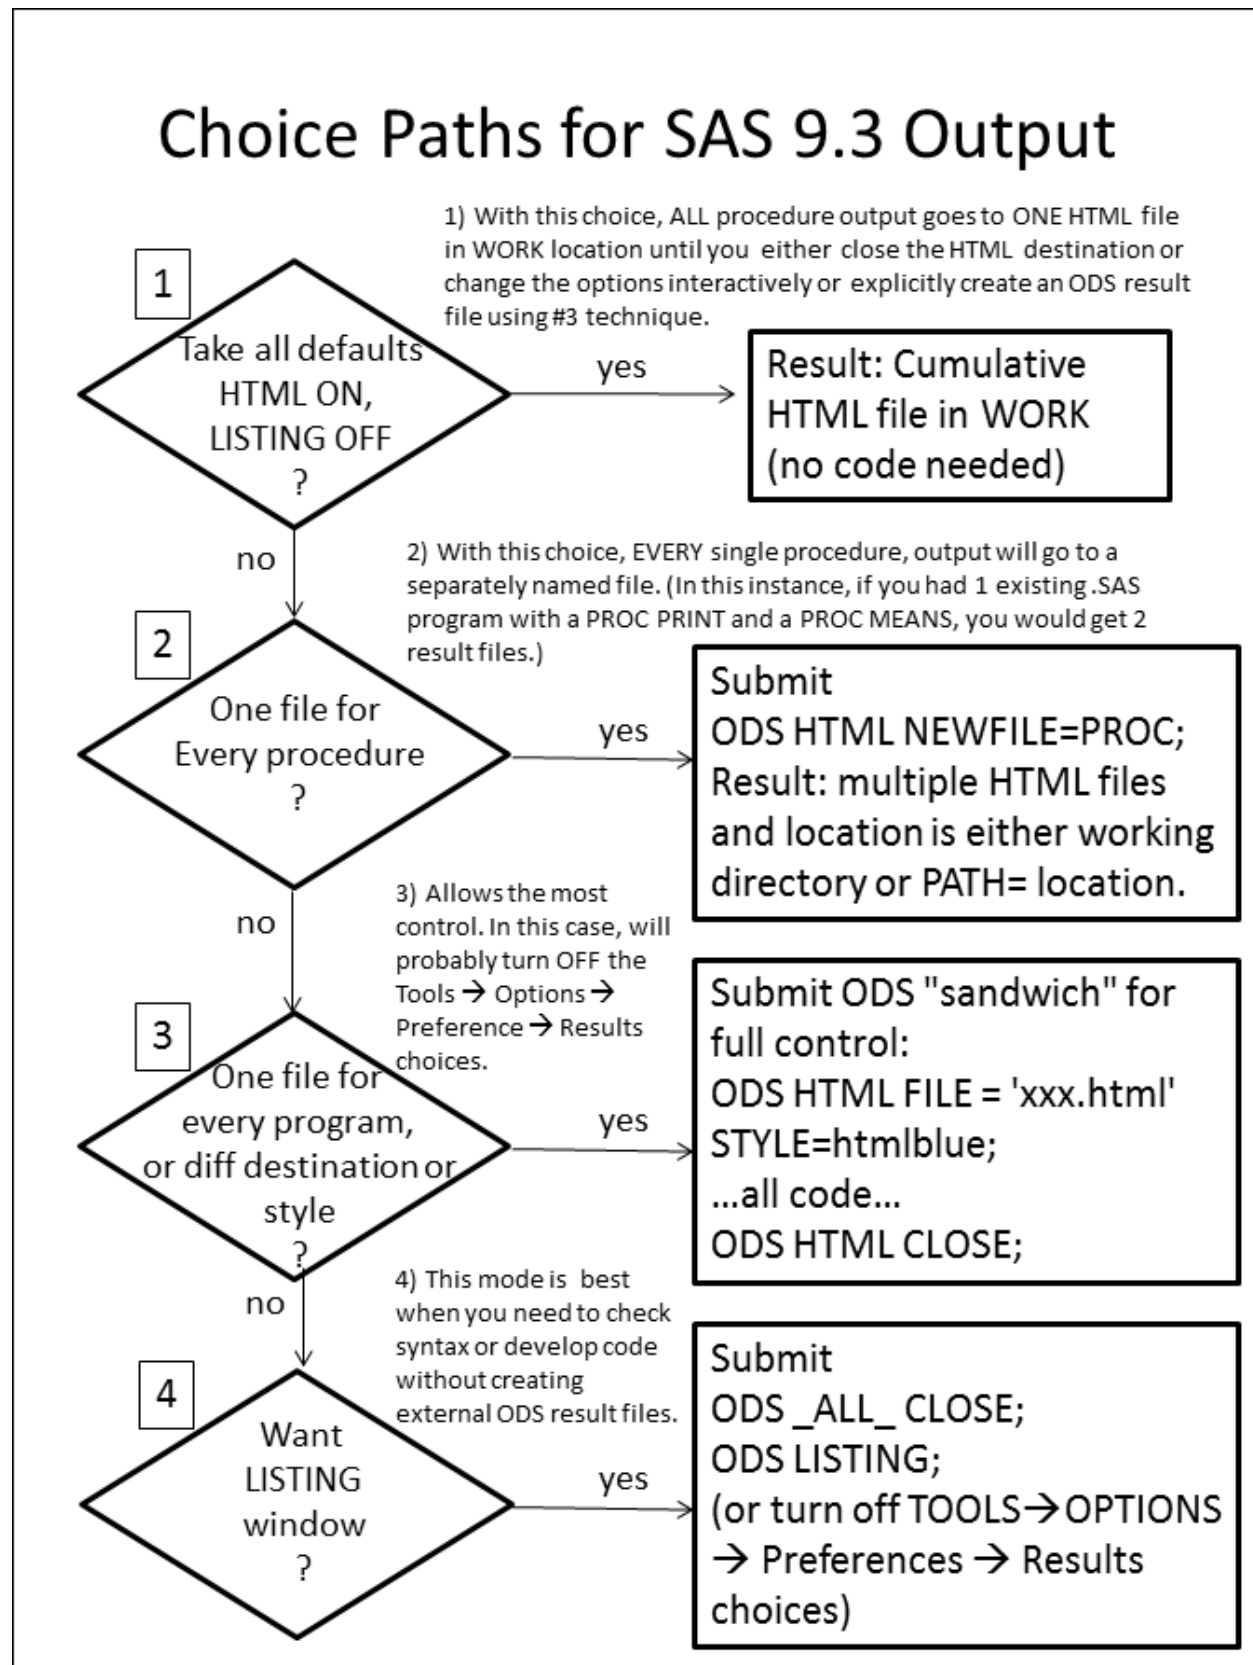 Choice Paths for SAS 9.3 Output
1) With this choice, ALL procedure output goes to ONE HTML file
in WORK location until you either close the HTML destination or
change the options interactively or explicitly create an ODS result
file using #3 technique.
1
Take all defaults
HTML ON,
LISTING OFF
?
yes
Result: Cumulative
HTML file in WORK
(no code needed)
no
2) With this choice, EVERY single procedure, output will go to a
separately named file. (In this instance, if you had 1 existing .SAS
program with a PROC PRINT and a PROC MEANS, you would get 2
result files.)
2
One file for
Every procedure
?
yes
Submit
ODS HTML NEWFILE=PROC;
Result: multiple HTML files
and location is either working
directory or PATH= location.
no
3) Allows the most
control. In this case, will
probably turn OFF the
Tools → Options →
Preference → Results
choices.
3
One file for
every program,
or diff destination or
style
?
yes
Submit ODS "sandwich" for
full control:
ODS HTML FILE = 'xxx.html'
STYLE=htmlblue;
...all code...
ODS HTML CLOSE;
no
4) This mode is best
when you need to check
syntax or develop code
without creating
external ODS result files.
4
Want
LISTING
window
?
yes
Submit
ODS _ALL_ CLOSE;
ODS LISTING;
(or turn off TOOLS→OPTIONS
→ Preferences → Results
choices)